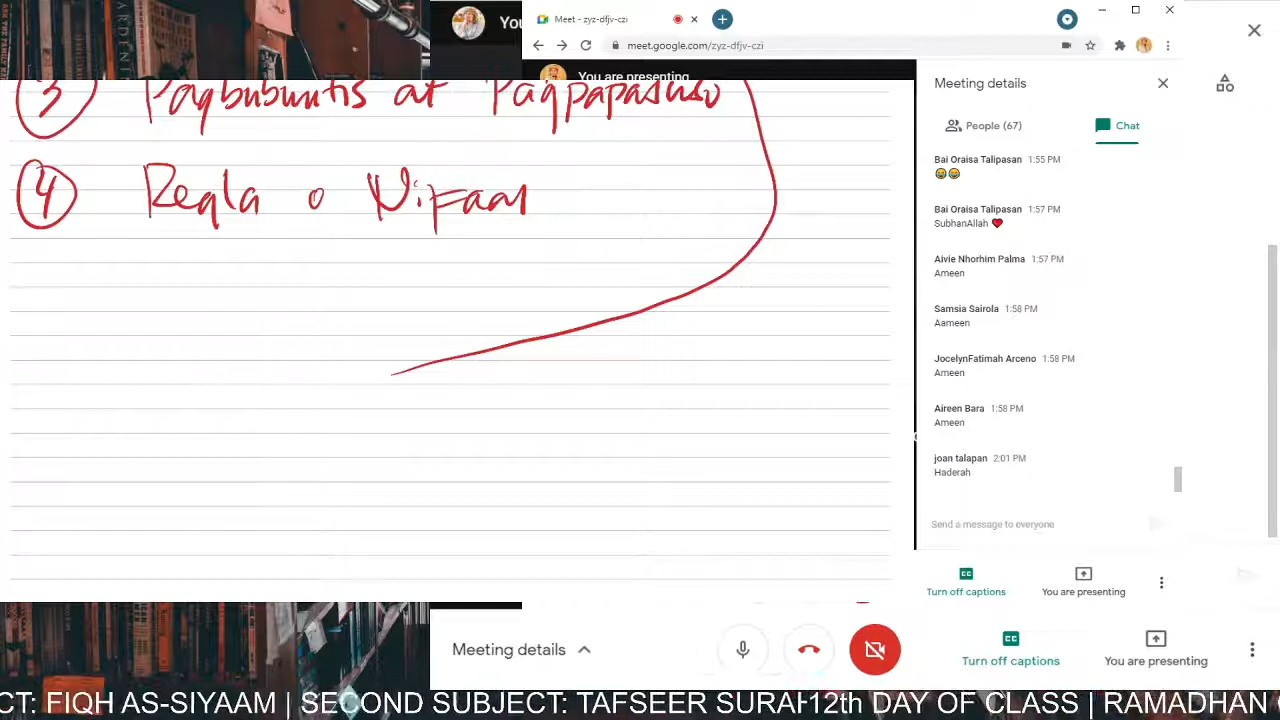 You
Meet - zyz-dfjv-czi
meet.google.com/zyz-dfjv-czi
You are presenting
3 Pagbubuntis at Pagpapasuso
4 Regla o Nifaas
Meeting details
People (67)
Chat
Bai Oraisa Talipasan 1:55 PM
😂😂
Bai Oraisa Talipasan 1:57 PM
SubhanAllah ❤️
Aivie Nhorhim Palma 1:57 PM
Ameen
Samsia Sairola 1:58 PM
Aameen
JocelynFatimah Arceno 1:58 PM
Ameen
Aireen Bara 1:58 PM
Ameen
joan talapan 2:01 PM
Haderah
Send a message to everyone
CC
Turn off captions
You are presenting
Meeting details
CC
Turn off captions
You are presenting
CT: FIQH AS-SIYAAM | SECOND SUBJECT: TAFSEER SURAH 12th DAY OF CLASS | RAMADHAN